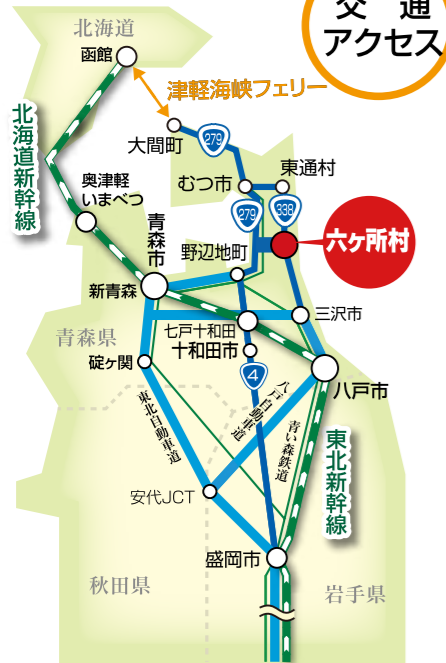 交通
アクセス
北海道
函館
津軽海峡フェリー
279
大間町
北海道新幹線
奥津軽
いまべつ
むつ市
東通村
279
338
青森市
野辺地町
六ヶ所村
新青森
七戸十和田
三沢市
青森県
十和田市
碇ヶ関
4
八戸市
東北自動車道
八戸自動車道
青い森鉄道
東北新幹線
安代JCT
盛岡市
秋田県
岩手県